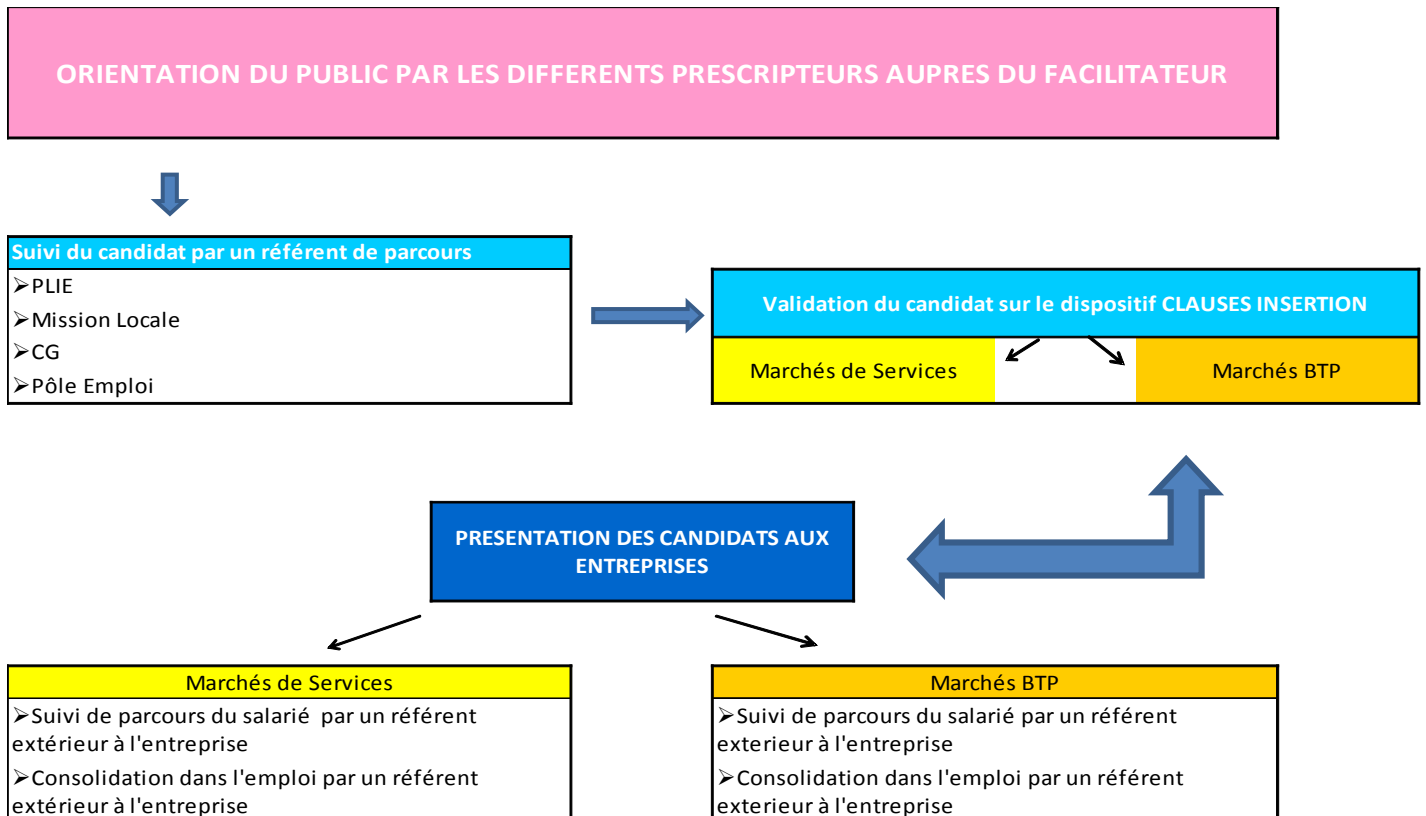 ORIENTATION DU PUBLIC PAR LES DIFFERENTS PRESCRIPTEURS AUPRES DU FACILITATEUR
Suivi du candidat par un référent de parcours
➢PLIE
➢Mission Locale
➢CG
➢Pôle Emploi
Validation du candidat sur le dispositif CLAUSES INSERTION
Marchés de Services
Marchés BTP
PRESENTATION DES CANDIDATS AUX
ENTREPRISES
Marchés de Services
➢Suivi de parcours du salarié par un référent
extérieur à l'entreprise
➢Consolidation dans l'emploi par un référent
extérieur à l'entreprise
Marchés BTP
➢Suivi de parcours du salarié par un référent
exterieur à l'entreprise
➢Consolidation dans l'emploi par un référent
exterieur à l'entreprise